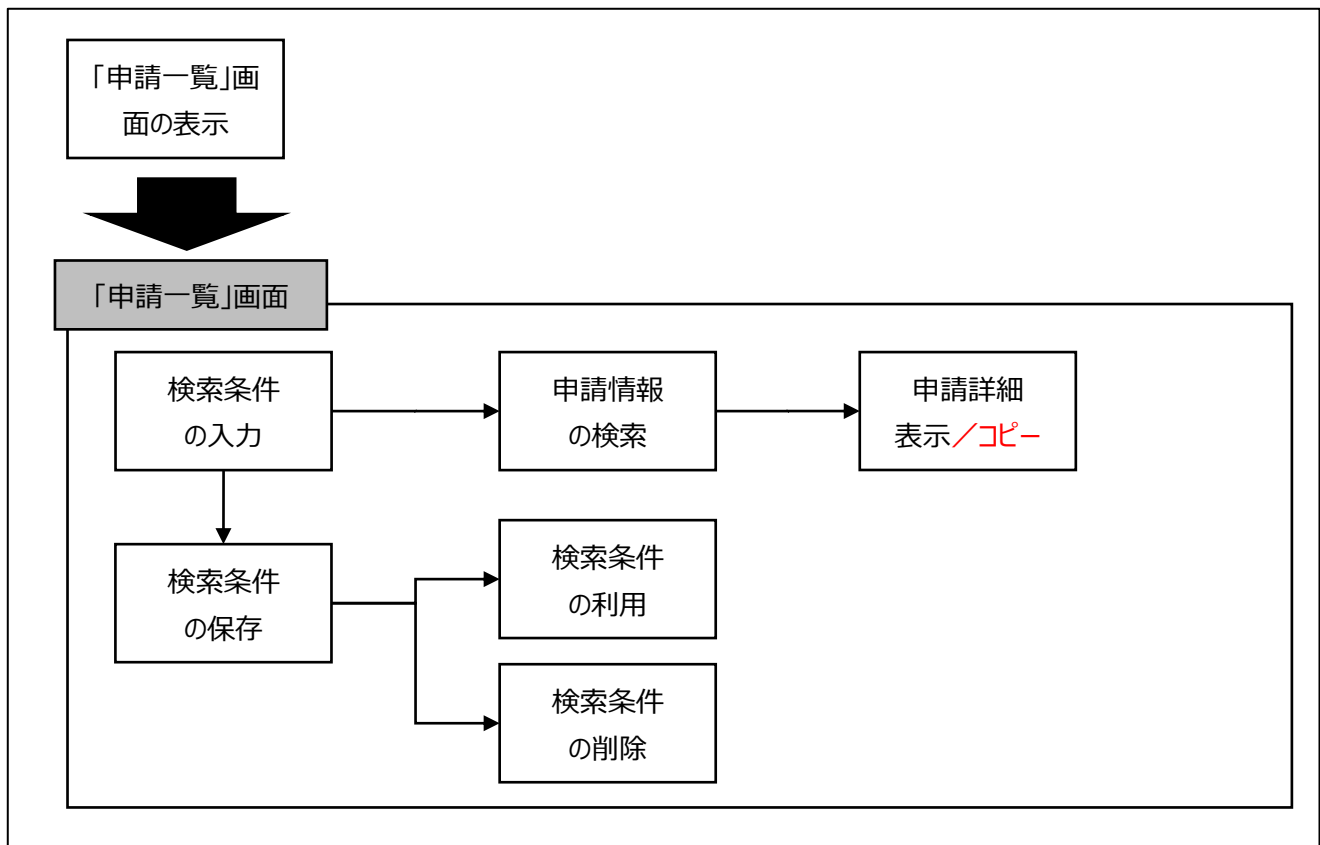 「申請一覧」画
面の表示
「申請一覧」画面
検索条件
の入力
申請情報
の検索
申請詳細
表示／コピー
検索条件
の保存
検索条件
の利用
検索条件
の削除